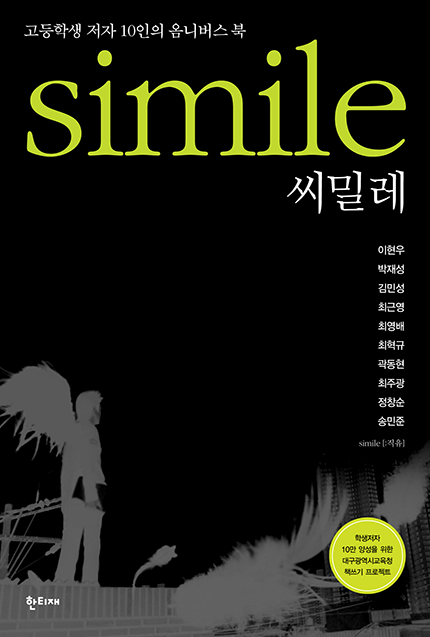 고등학생 저자 10인의 옴니버스 북
simile
씨밀레
이현우
박재성
김민성
최근영
최영배
최혁규
곽동현
최주광
정창순
송민준
simile [:직유]
학생저자
10만 양성을 위한
대구광역시교육청
책쓰기 프로젝트
한티재